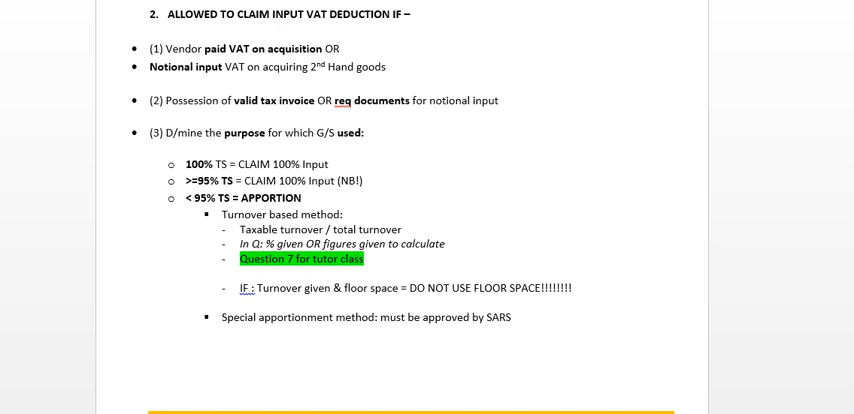 2. ALLOWED TO CLAIM INPUT VAT DEDUCTION IF –
• (1) Vendor paid VAT on acquisition OR
• Notional input VAT on acquiring 2nd Hand goods
• (2) Possession of valid tax invoice OR req documents for notional input
• (3) D/mine the purpose for which G/S used:
o 100% TS = CLAIM 100% Input
o >=95% TS = CLAIM 100% Input (NB!)
o < 95% TS = APPORTION
▪ Turnover based method:
- Taxable turnover / total turnover
- In Q: % given OR figures given to calculate
- Question 7 for tutor class
- IF : Turnover given & floor space = DO NOT USE FLOOR SPACE!!!!!!!!
▪ Special apportionment method: must be approved by SARS